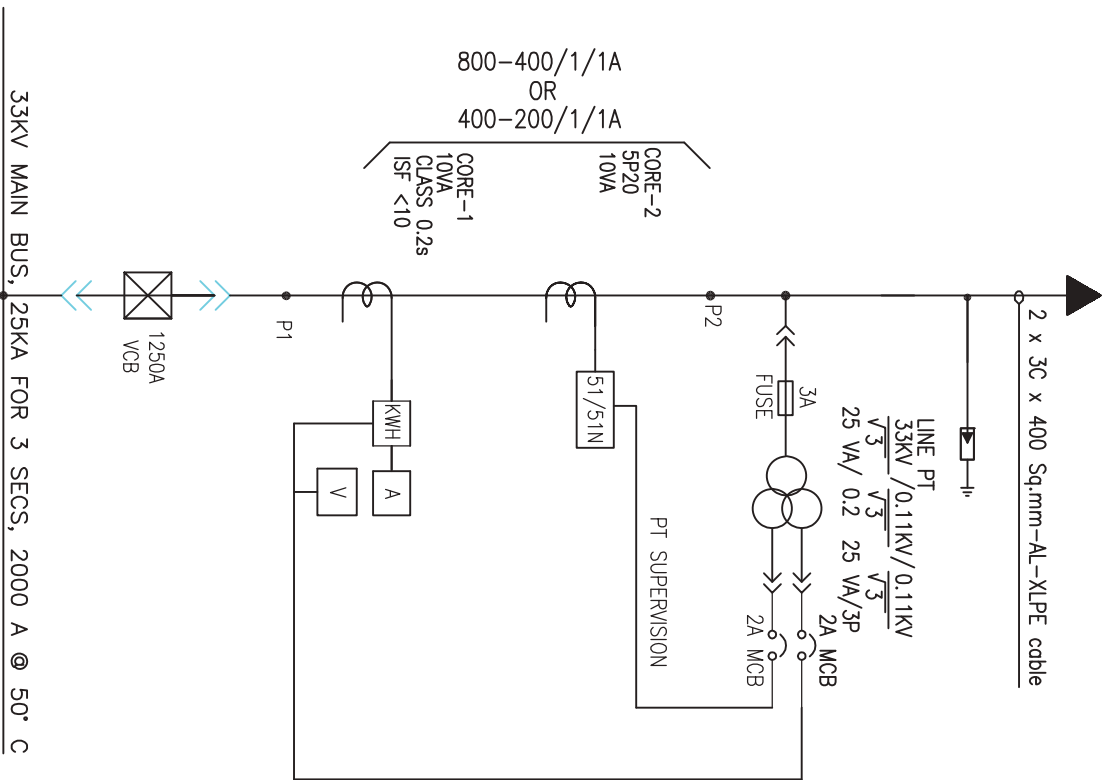 800-400/1/1A
OR
400-200/1/1A
CORE-2
5P20
10VA
CORE-1
10VA
CLASS 0.2s
ISF <10
33KV MAIN BUS, 25KA FOR 3 SECS, 2000 A @ 50° C
1250A
VCB
P1
P2
51/51N
KWH
A
V
3A
FUSE
LINE PT
33KV /0.11KV/0.11KV
√3 √3 √3
25 VA/ 0.2 25 VA/3P
2A MCB
2A MCB
PT SUPERVISION
2 x 3C x 400 Sq.mm-AL-XLPE cable